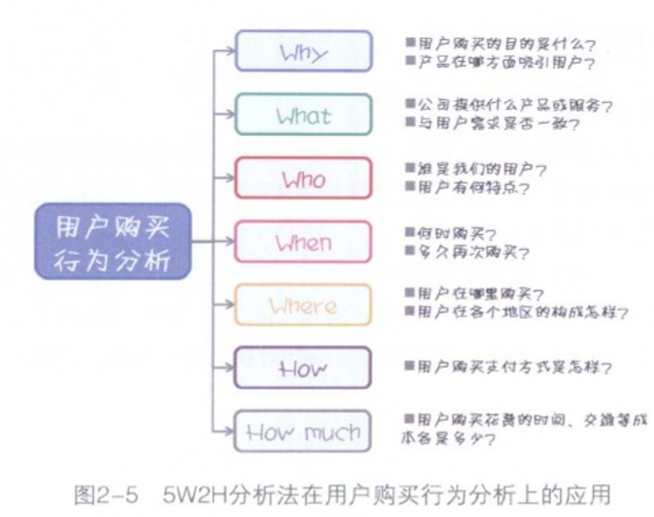 用户购买
行为分析
Why
■用户购买的目的是什么?
■产品在哪方面吸引用户?
What
■公司提供什么产品或服务?
■与用户需求是否一致?
Who
■谁是我们的用户?
■用户有何特点?
When
■何时购买?
■多久再次购买?
Where
■用户在哪里购买?
■用户在各个地区的构成怎样?
How
■用户购买支付方式是怎样?
How much
■用户购买花费的时间、交通等成
本各是多少?
图2-5 5W2H分析法在用户购买行为分析上的应用